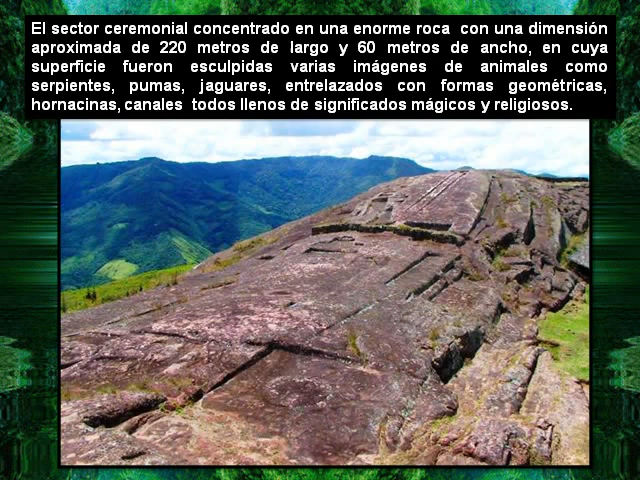 El sector ceremonial concentrado en una enorme roca con una dimensión
aproximada de 220 metros de largo y 60 metros de ancho, en cuya
superficie fueron esculpidas varias imágenes de animales como
serpientes, pumas, jaguares, entrelazados con formas geométricas,
hornacinas, canales todos llenos de significados mágicos y religiosos.